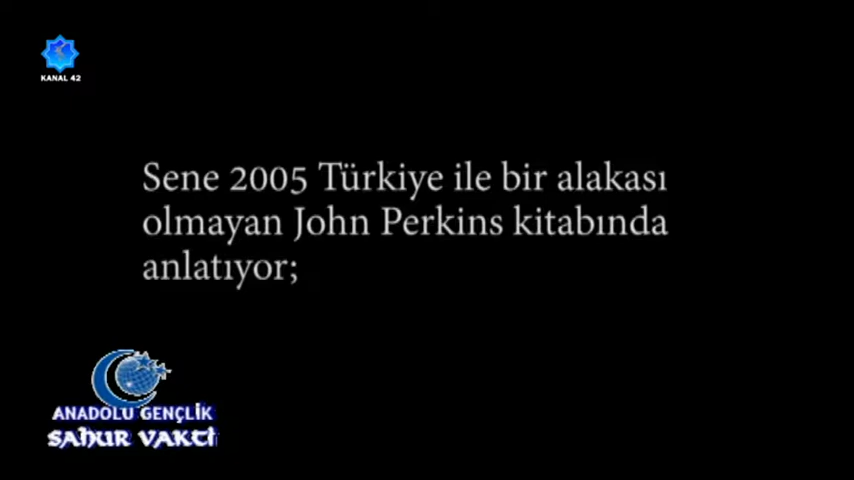 KANAL 42
Sene 2005 Türkiye ile bir alakası
olmayan John Perkins kitabında
anlatıyor;
ANADOLU GENÇLİK
SAHUR VAKTİ